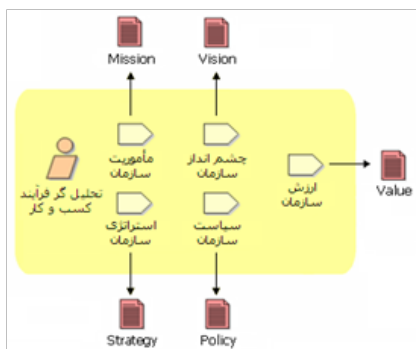 Mission
Vision
تحلیل گر فرآیند
کسب و کار
مأموریت
سازمان
چشم انداز
سازمان
ارزش
سازمان
Value
استراتژی
سازمان
سیاست
سازمان
Strategy
Policy